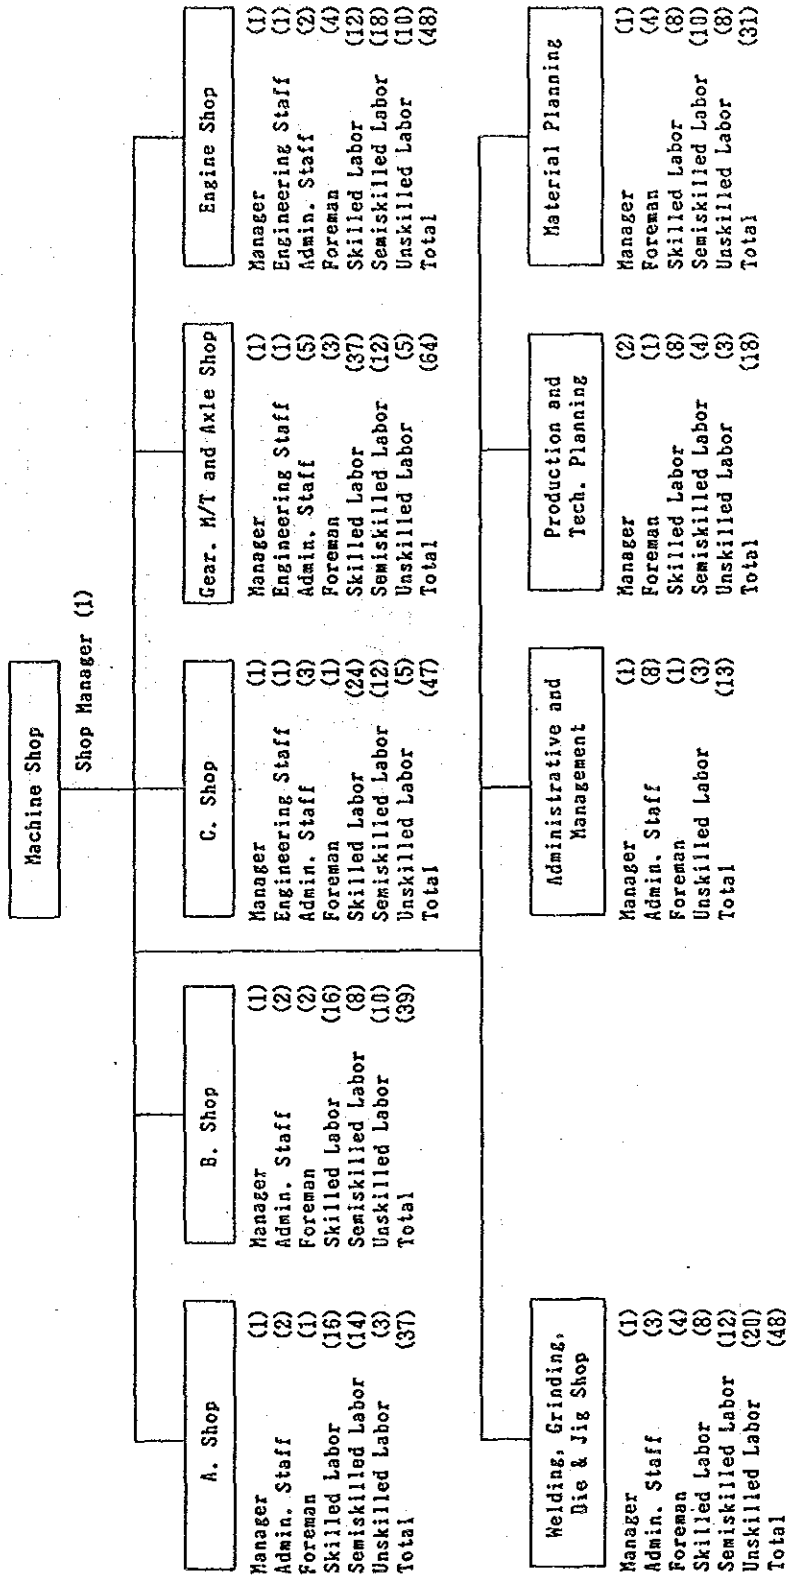 Machine Shop
Shop Manager (1)
A. Shop
Manager (1)
Admin. Staff (2)
Foreman (1)
Skilled Labor (16)
Semiskilled Labor (14)
Unskilled Labor (3)
Total (37)
B. Shop
Manager (1)
Admin. Staff (2)
Foreman (2)
Skilled Labor (16)
Semiskilled Labor (8)
Unskilled Labor (10)
Total (39)
C. Shop
Manager (1)
Engineering Staff (1)
Admin. Staff (3)
Foreman (1)
Skilled Labor (24)
Semiskilled Labor (12)
Unskilled Labor (5)
Total (47)
Gear. M/T and Axle Shop
Manager (1)
Engineering Staff (1)
Admin. Staff (5)
Foreman (3)
Skilled Labor (37)
Semiskilled Labor (12)
Unskilled Labor (5)
Total (64)
Engine Shop
Manager (1)
Engineering Staff (1)
Admin. Staff (2)
Foreman (4)
Skilled Labor (12)
Semiskilled Labor (18)
Unskilled Labor (10)
Total (48)
Welding, Grinding,
Die & Jig Shop
Manager (1)
Admin. Staff (3)
Foreman (4)
Skilled Labor (8)
Semiskilled Labor (12)
Unskilled Labor (20)
Total (48)
Administrative and
Management
Manager (1)
Admin. Staff (8)
Foreman (1)
Unskilled Labor (3)
Total (13)
Production and
Tech. Planning
Manager (2)
Foreman (1)
Skilled Labor (8)
Semiskilled Labor (4)
Unskilled Labor (3)
Total (18)
Material Planning
Manager (1)
Foreman (4)
Skilled Labor (8)
Semiskilled Labor (10)
Unskilled Labor (8)
Total (31)